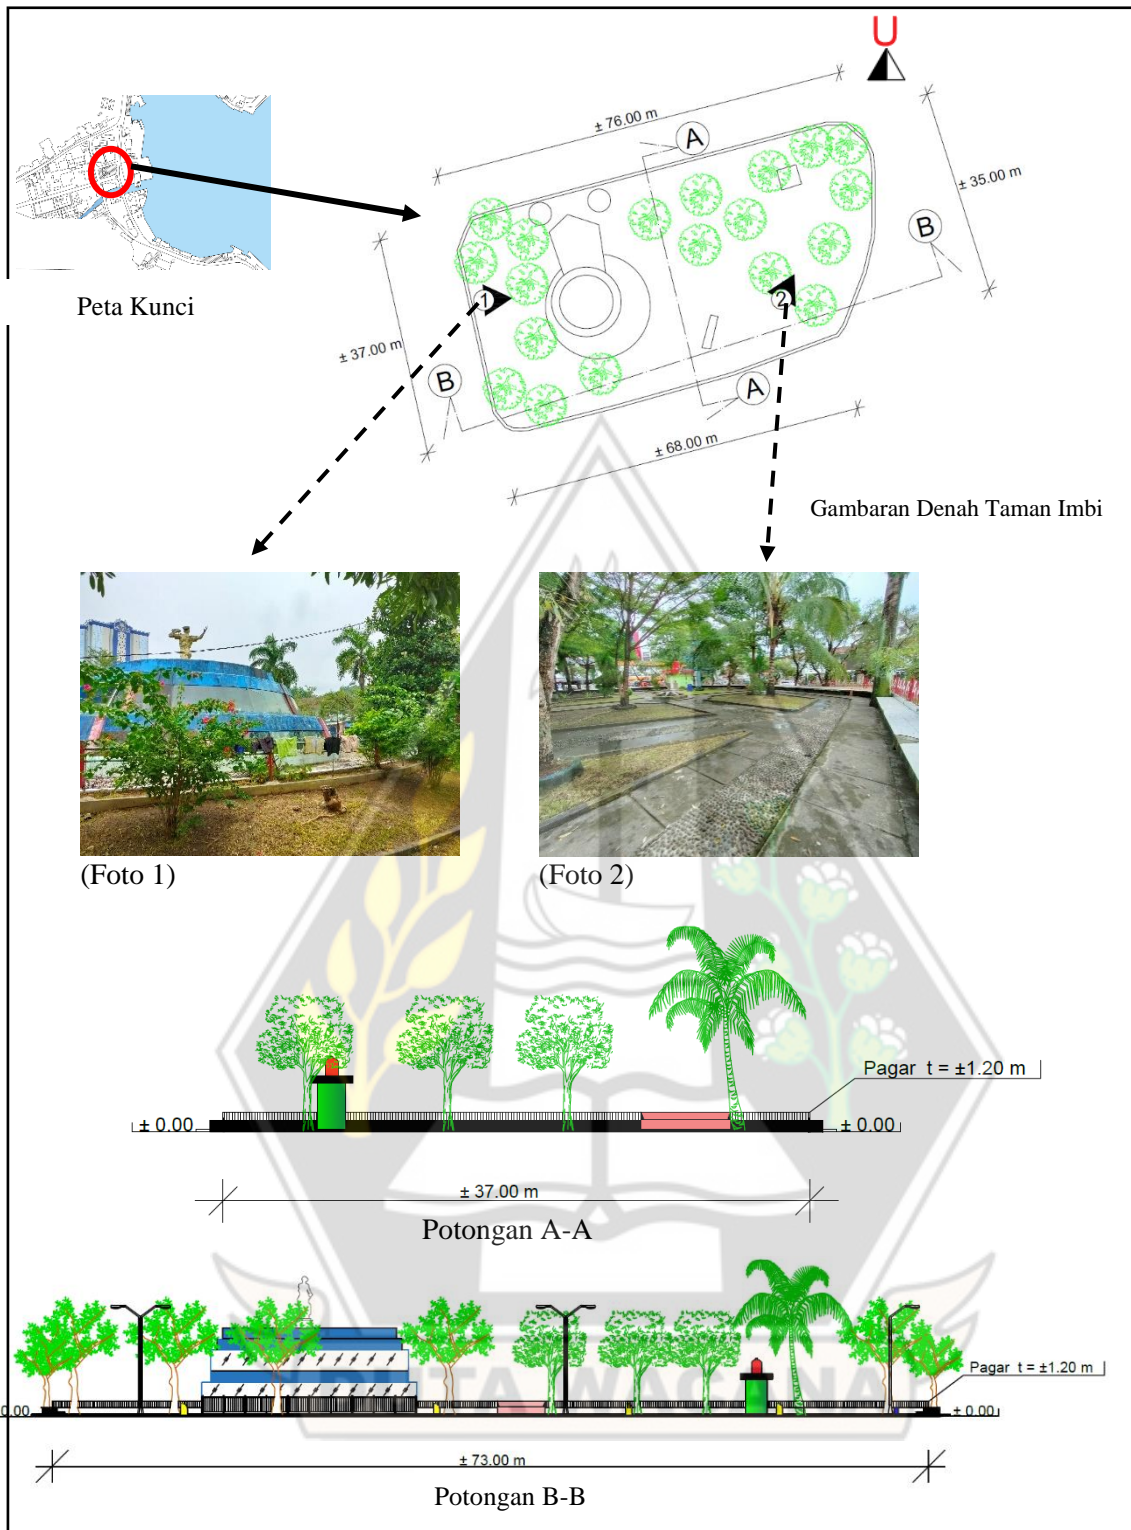 U
± 76.00 m
A
± 35.00 m
B
Peta Kunci
1
2
± 37.00 m
B
A
± 68.00 m
Gambaran Denah Taman Imbi
(Foto 1)
(Foto 2)
Pagar t = ±1.20 m
± 0.00
± 0.00
± 37.00 m
Potongan A-A
Pagar t = ±1.20 m
0.00
± 0.00
DUTA WACANA
± 73.00 m
Potongan B-B